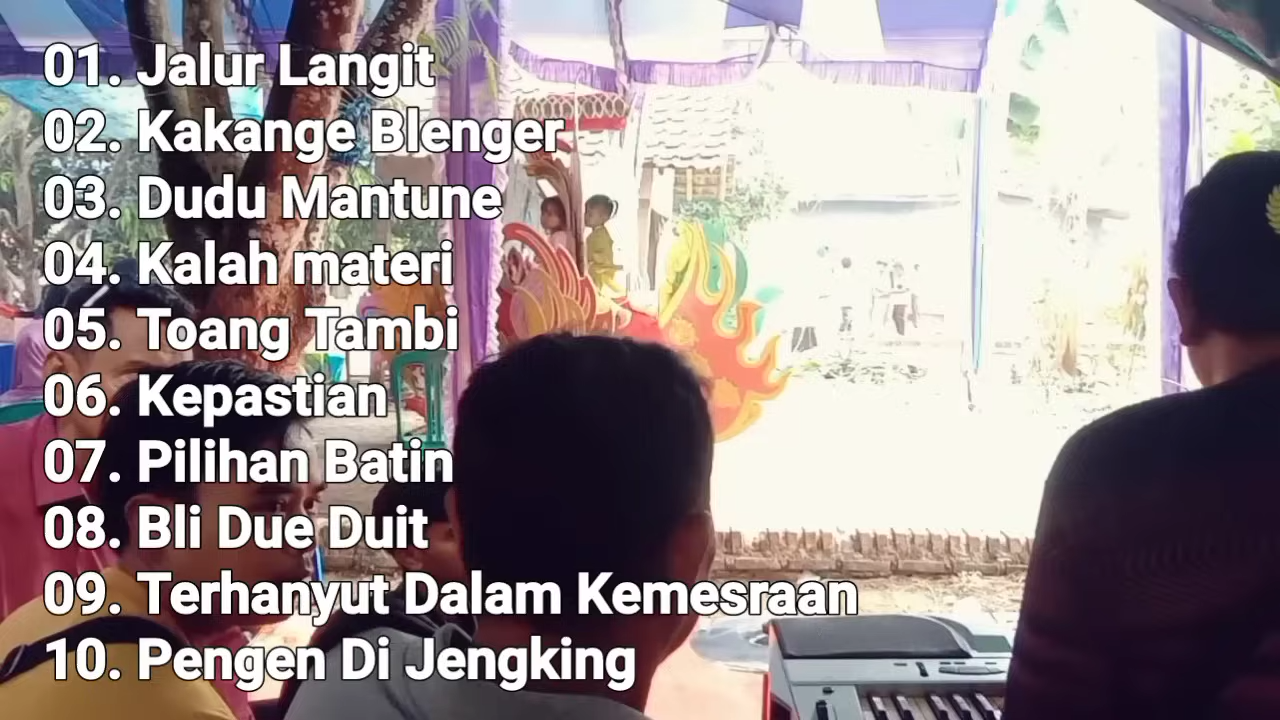 01. Jalur Langit
02. Kakange Blenger
03. Dudu Mantune
04. Kalah materi
05. Toang Tambi
06. Kepastian
07. Pilihan Batin
08. Bli Due Duit
09. Terhanyut Dalam Kemesraan
10. Pengen Di Jengking